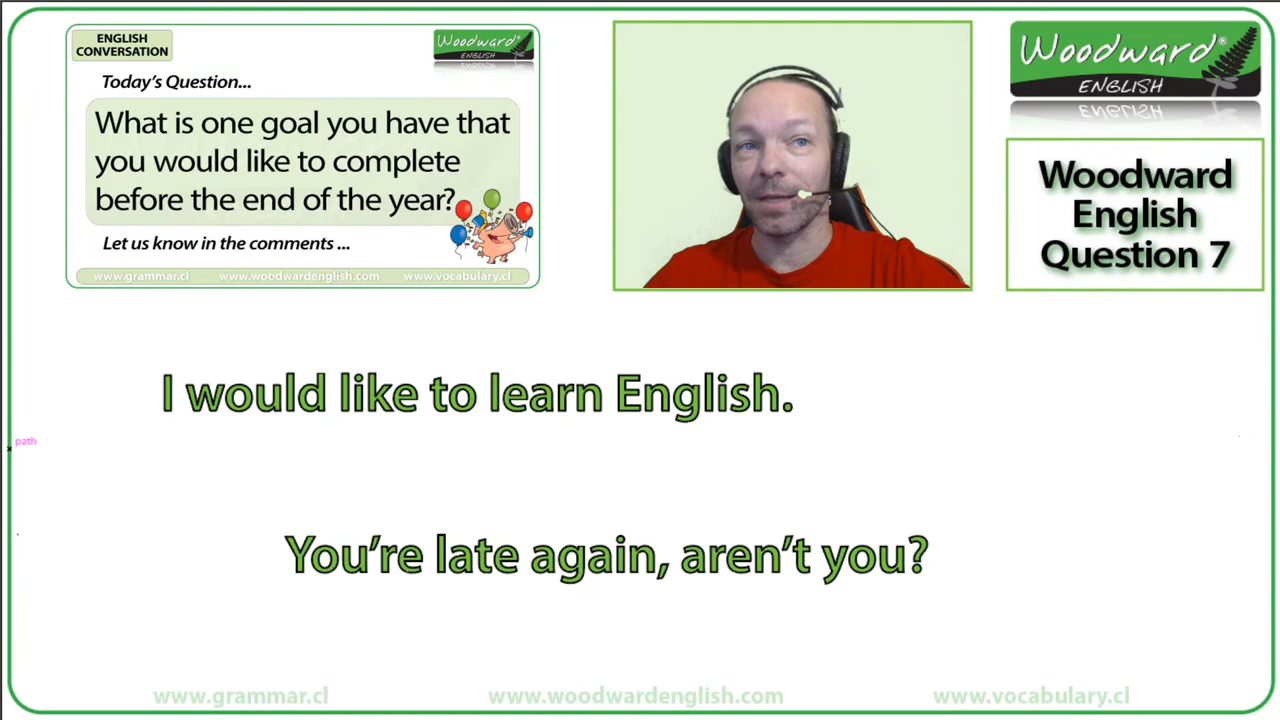 ENGLISH
CONVERSATION
Woodward
ENGLISH
Today's Question...
What is one goal you have that
you would like to complete
before the end of the year?
Let us know in the comments ...
www.grammar.cl www.woodwardenglish.com www.vocabulary.cl
Woodward®
ENGLISH
Woodward
English
Question 7
I would like to learn English.
path
You're late again, aren't you?
www.grammar.cl www.woodwardenglish.com www.vocabulary.cl